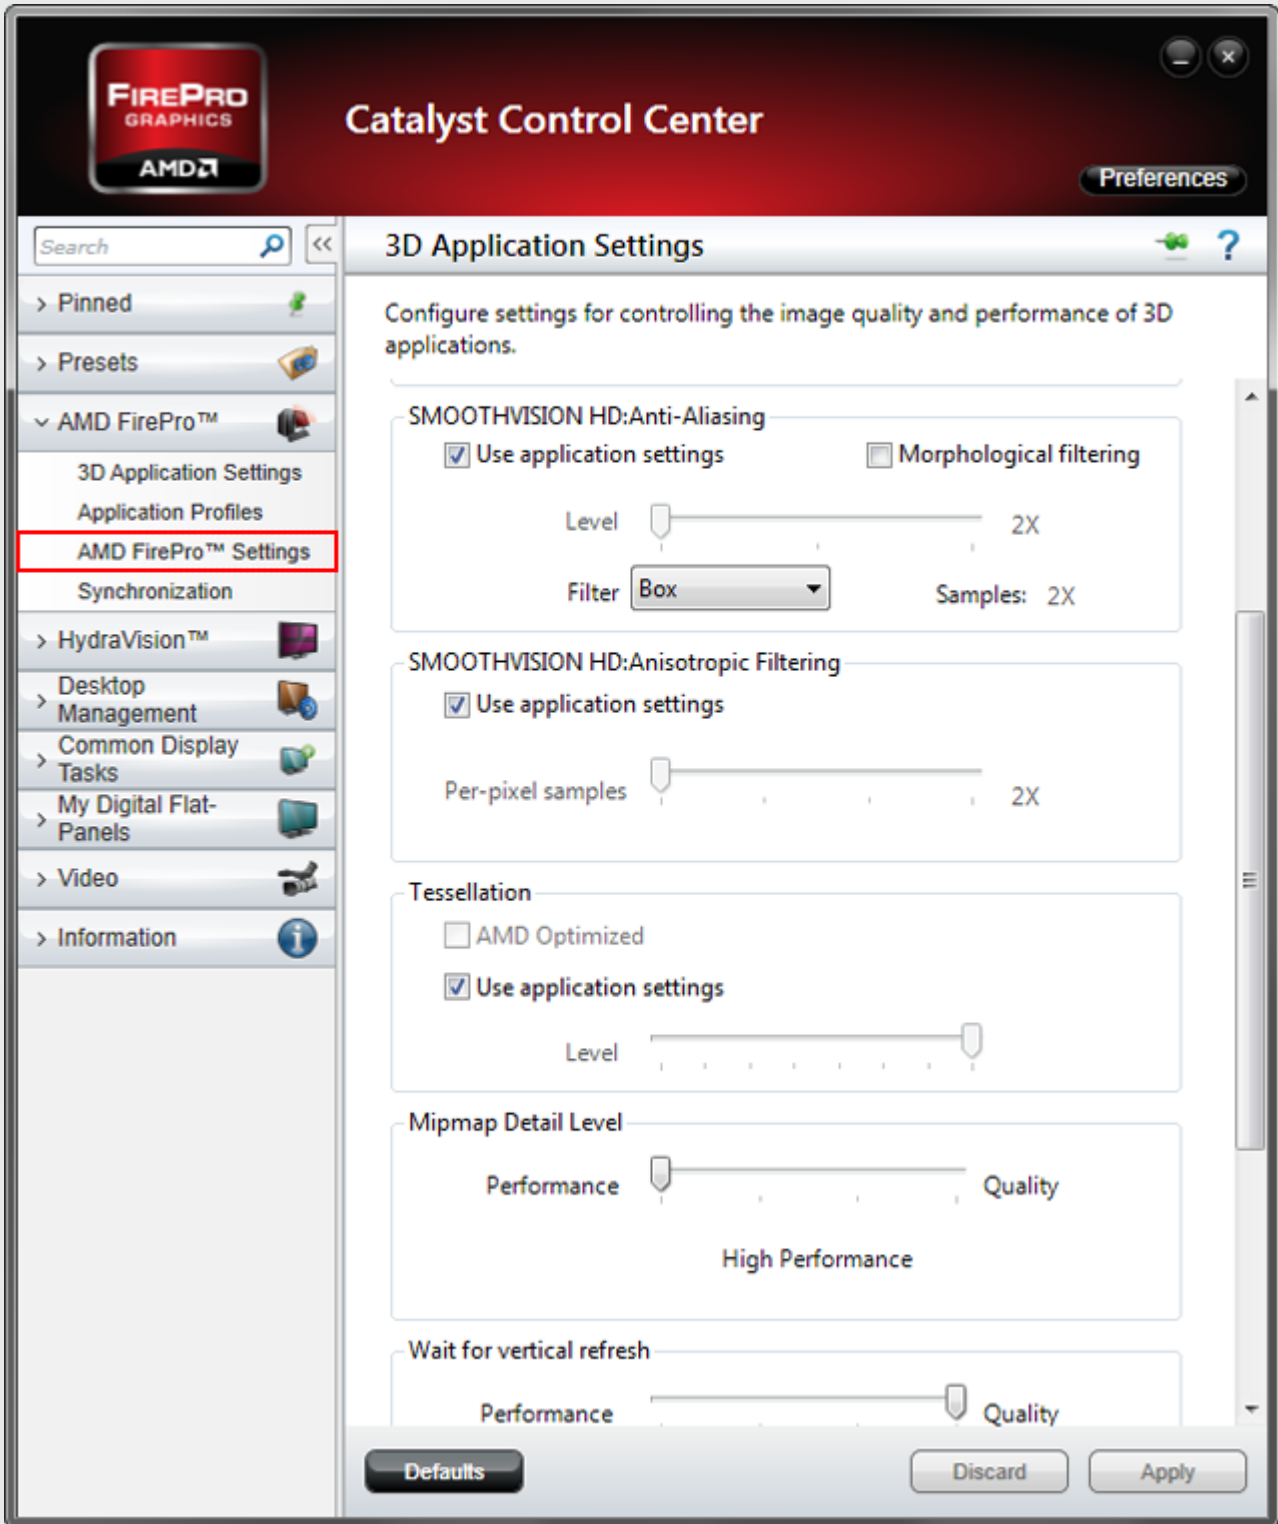 FIREPRO
GRAPHICS
AMD
Catalyst Control Center
Preferences
Search
<<
3D Application Settings
?
Pinned
Presets
AMD FirePro™
3D Application Settings
Application Profiles
AMD FirePro™ Settings
Synchronization
HydraVision™
Desktop
Management
Common Display
Tasks
My Digital Flat-
Panels
Video
Information
Configure settings for controlling the image quality and performance of 3D
applications.
SMOOTHVISION HD:Anti-Aliasing
Use application settings
Morphological filtering
Level
2X
Filter
Box
Samples: 2X
SMOOTHVISION HD:Anisotropic Filtering
Use application settings
Per-pixel samples
2X
Tessellation
AMD Optimized
Use application settings
Level
Mipmap Detail Level
Performance
Quality
High Performance
Wait for vertical refresh
Performance
Quality
Defaults
Discard
Apply